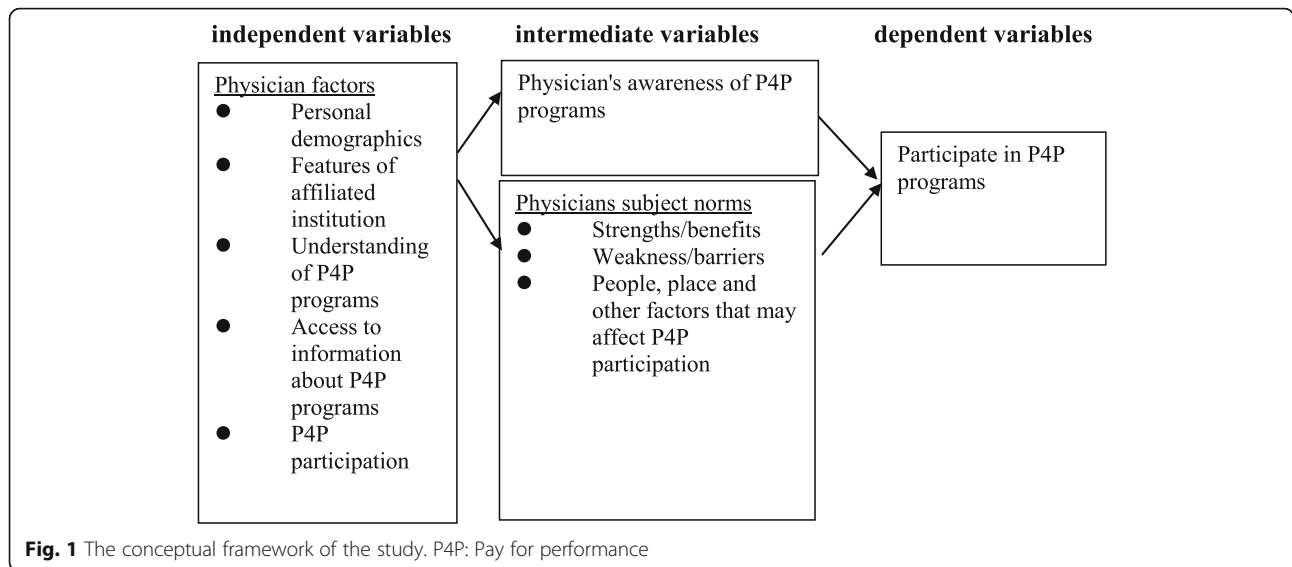 independent variables
intermediate variables
dependent variables
Physician factors
● Personal
demographics
● Features of
affiliated
institution
● Understanding
of P4P
programs
● Access to
information
about P4P
programs
● P4P
participation
Physician's awareness of P4P
programs
Physicians subject norms
● Strengths/benefits
● Weakness/barriers
● People, place and
other factors that may
affect P4P
participation
Participate in P4P
programs
Fig. 1 The conceptual framework of the study. P4P: Pay for performance